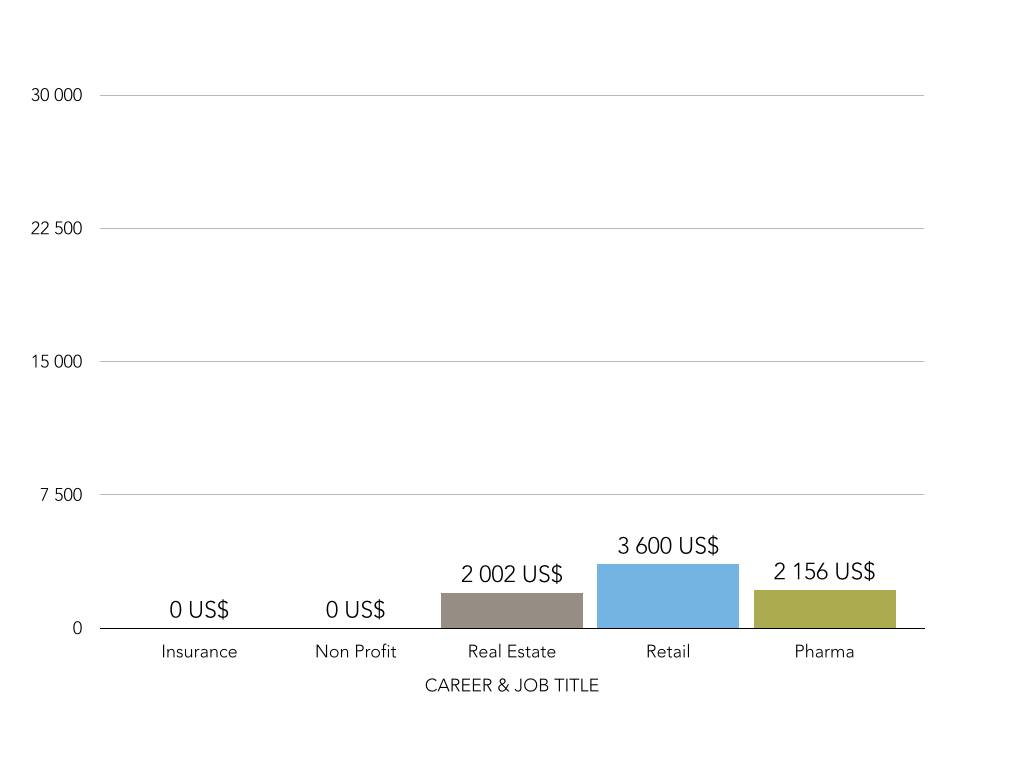 30 000
22 500
15 000
7 500
3 600 US$
2 002 US$
2 156 US$
0 US$
0 US$
0
Insurance
Non Profit
Real Estate
Retail
Pharma
CAREER & JOB TITLE